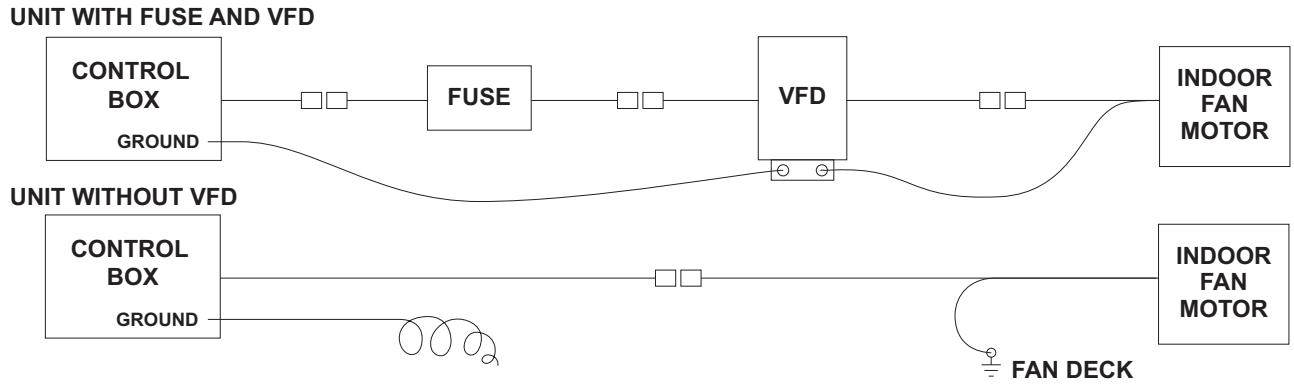 UNIT WITH FUSE AND VFD
CONTROL
BOX
GROUND
FUSE
VFD
INDOOR
FAN
MOTOR
UNIT WITHOUT VFD
CONTROL
BOX
GROUND
INDOOR
FAN
MOTOR
FAN DECK